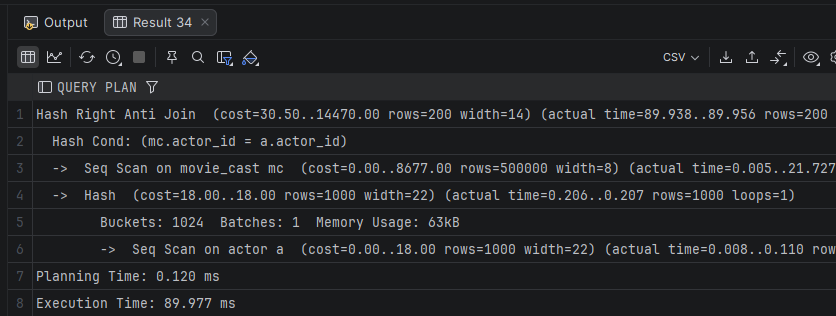 Output Result 34
CSV
QUERY PLAN
1 Hash Right Anti Join (cost=30.50..14470.00 rows=200 width=14) (actual time=89.938..89.956 rows=200
2 Hash Cond: (mc.actor_id = a.actor_id)
3 -> Seq Scan on movie_cast mc (cost=0.00..8677.00 rows=500000 width=8) (actual time=0.005..21.727
4 -> Hash (cost=18.00..18.00 rows=1000 width=22) (actual time=0.206..0.207 rows=1000 loops=1)
5 Buckets: 1024 Batches: 1 Memory Usage: 63kB
6 -> Seq Scan on actor a (cost=0.00..18.00 rows=1000 width=22) (actual time=0.008..0.110 row
7 Planning Time: 0.120 ms
8 Execution Time: 89.977 ms